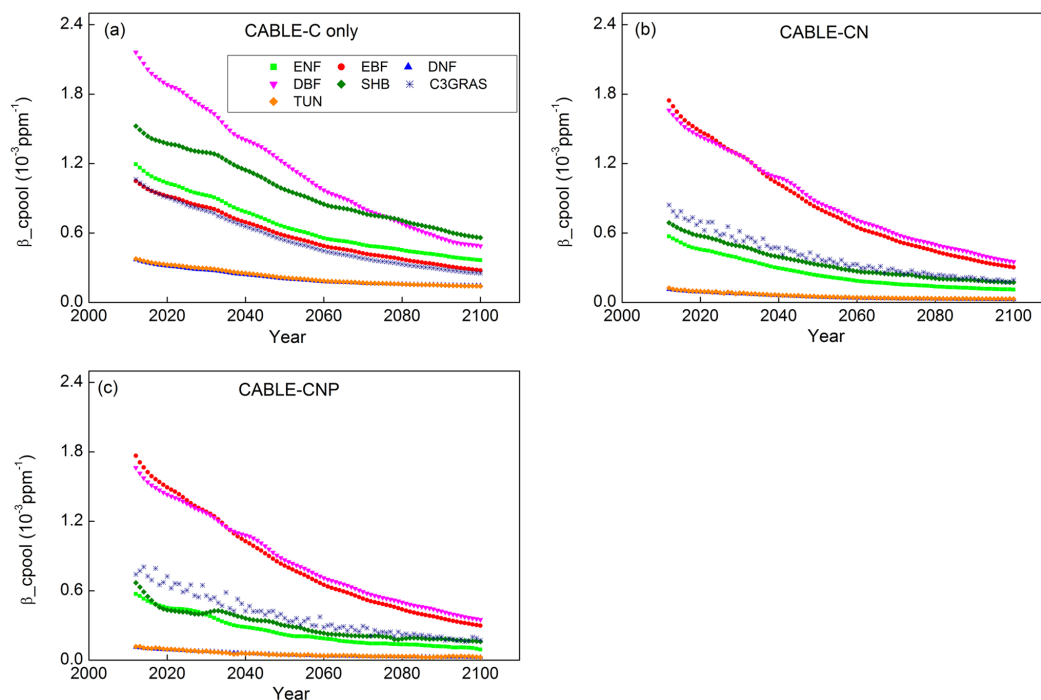 (a)
CABLE-C only
ENF EBF DNF
DBF SHB C3GRAS
TUN
β_cpool (10⁻³ppm⁻¹)
2.4
1.8
1.2
0.6
0.0
2000 2020 2040 2060 2080 2100
Year
(b)
CABLE-CN
β_cpool (10⁻³ppm⁻¹)
2.4
1.8
1.2
0.6
0.0
2000 2020 2040 2060 2080 2100
Year
(c)
CABLE-CNP
β_cpool (10⁻³ppm⁻¹)
2.4
1.8
1.2
0.6
0.0
2000 2020 2040 2060 2080 2100
Year